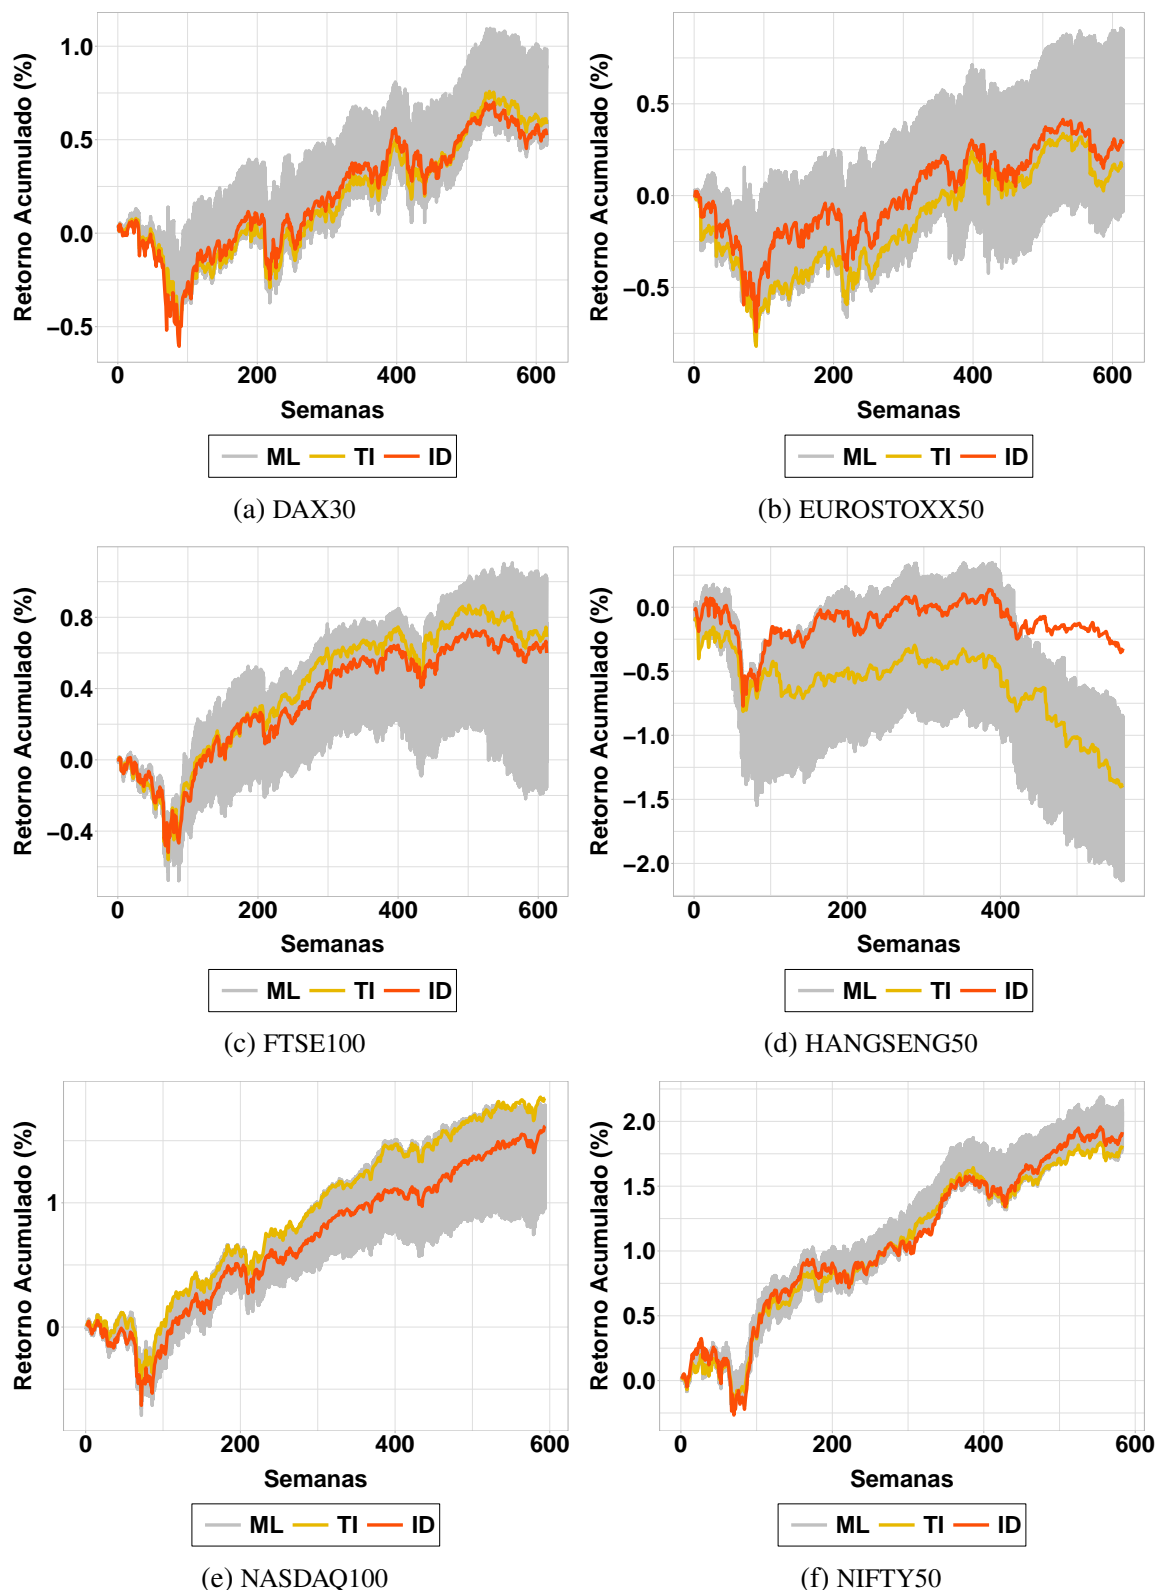 Retorno Acumulado (%)
1.0
0.5
0.0
−0.5
0 200 400 600
Semanas
ML TI ID
(a) DAX30
Retorno Acumulado (%)
0.5
0.0
−0.5
0 200 400 600
Semanas
ML TI ID
(b) EUROSTOXX50
Retorno Acumulado (%)
0.8
0.4
0.0
−0.4
0 200 400 600
Semanas
ML TI ID
(c) FTSE100
Retorno Acumulado (%)
0.0
−0.5
−1.0
−1.5
−2.0
0 200 400
Semanas
ML TI ID
(d) HANGSENG50
Retorno Acumulado (%)
1
0
0 200 400 600
Semanas
ML TI ID
(e) NASDAQ100
Retorno Acumulado (%)
2.0
1.5
1.0
0.5
0.0
0 200 400 600
Semanas
ML TI ID
(f) NIFTY50